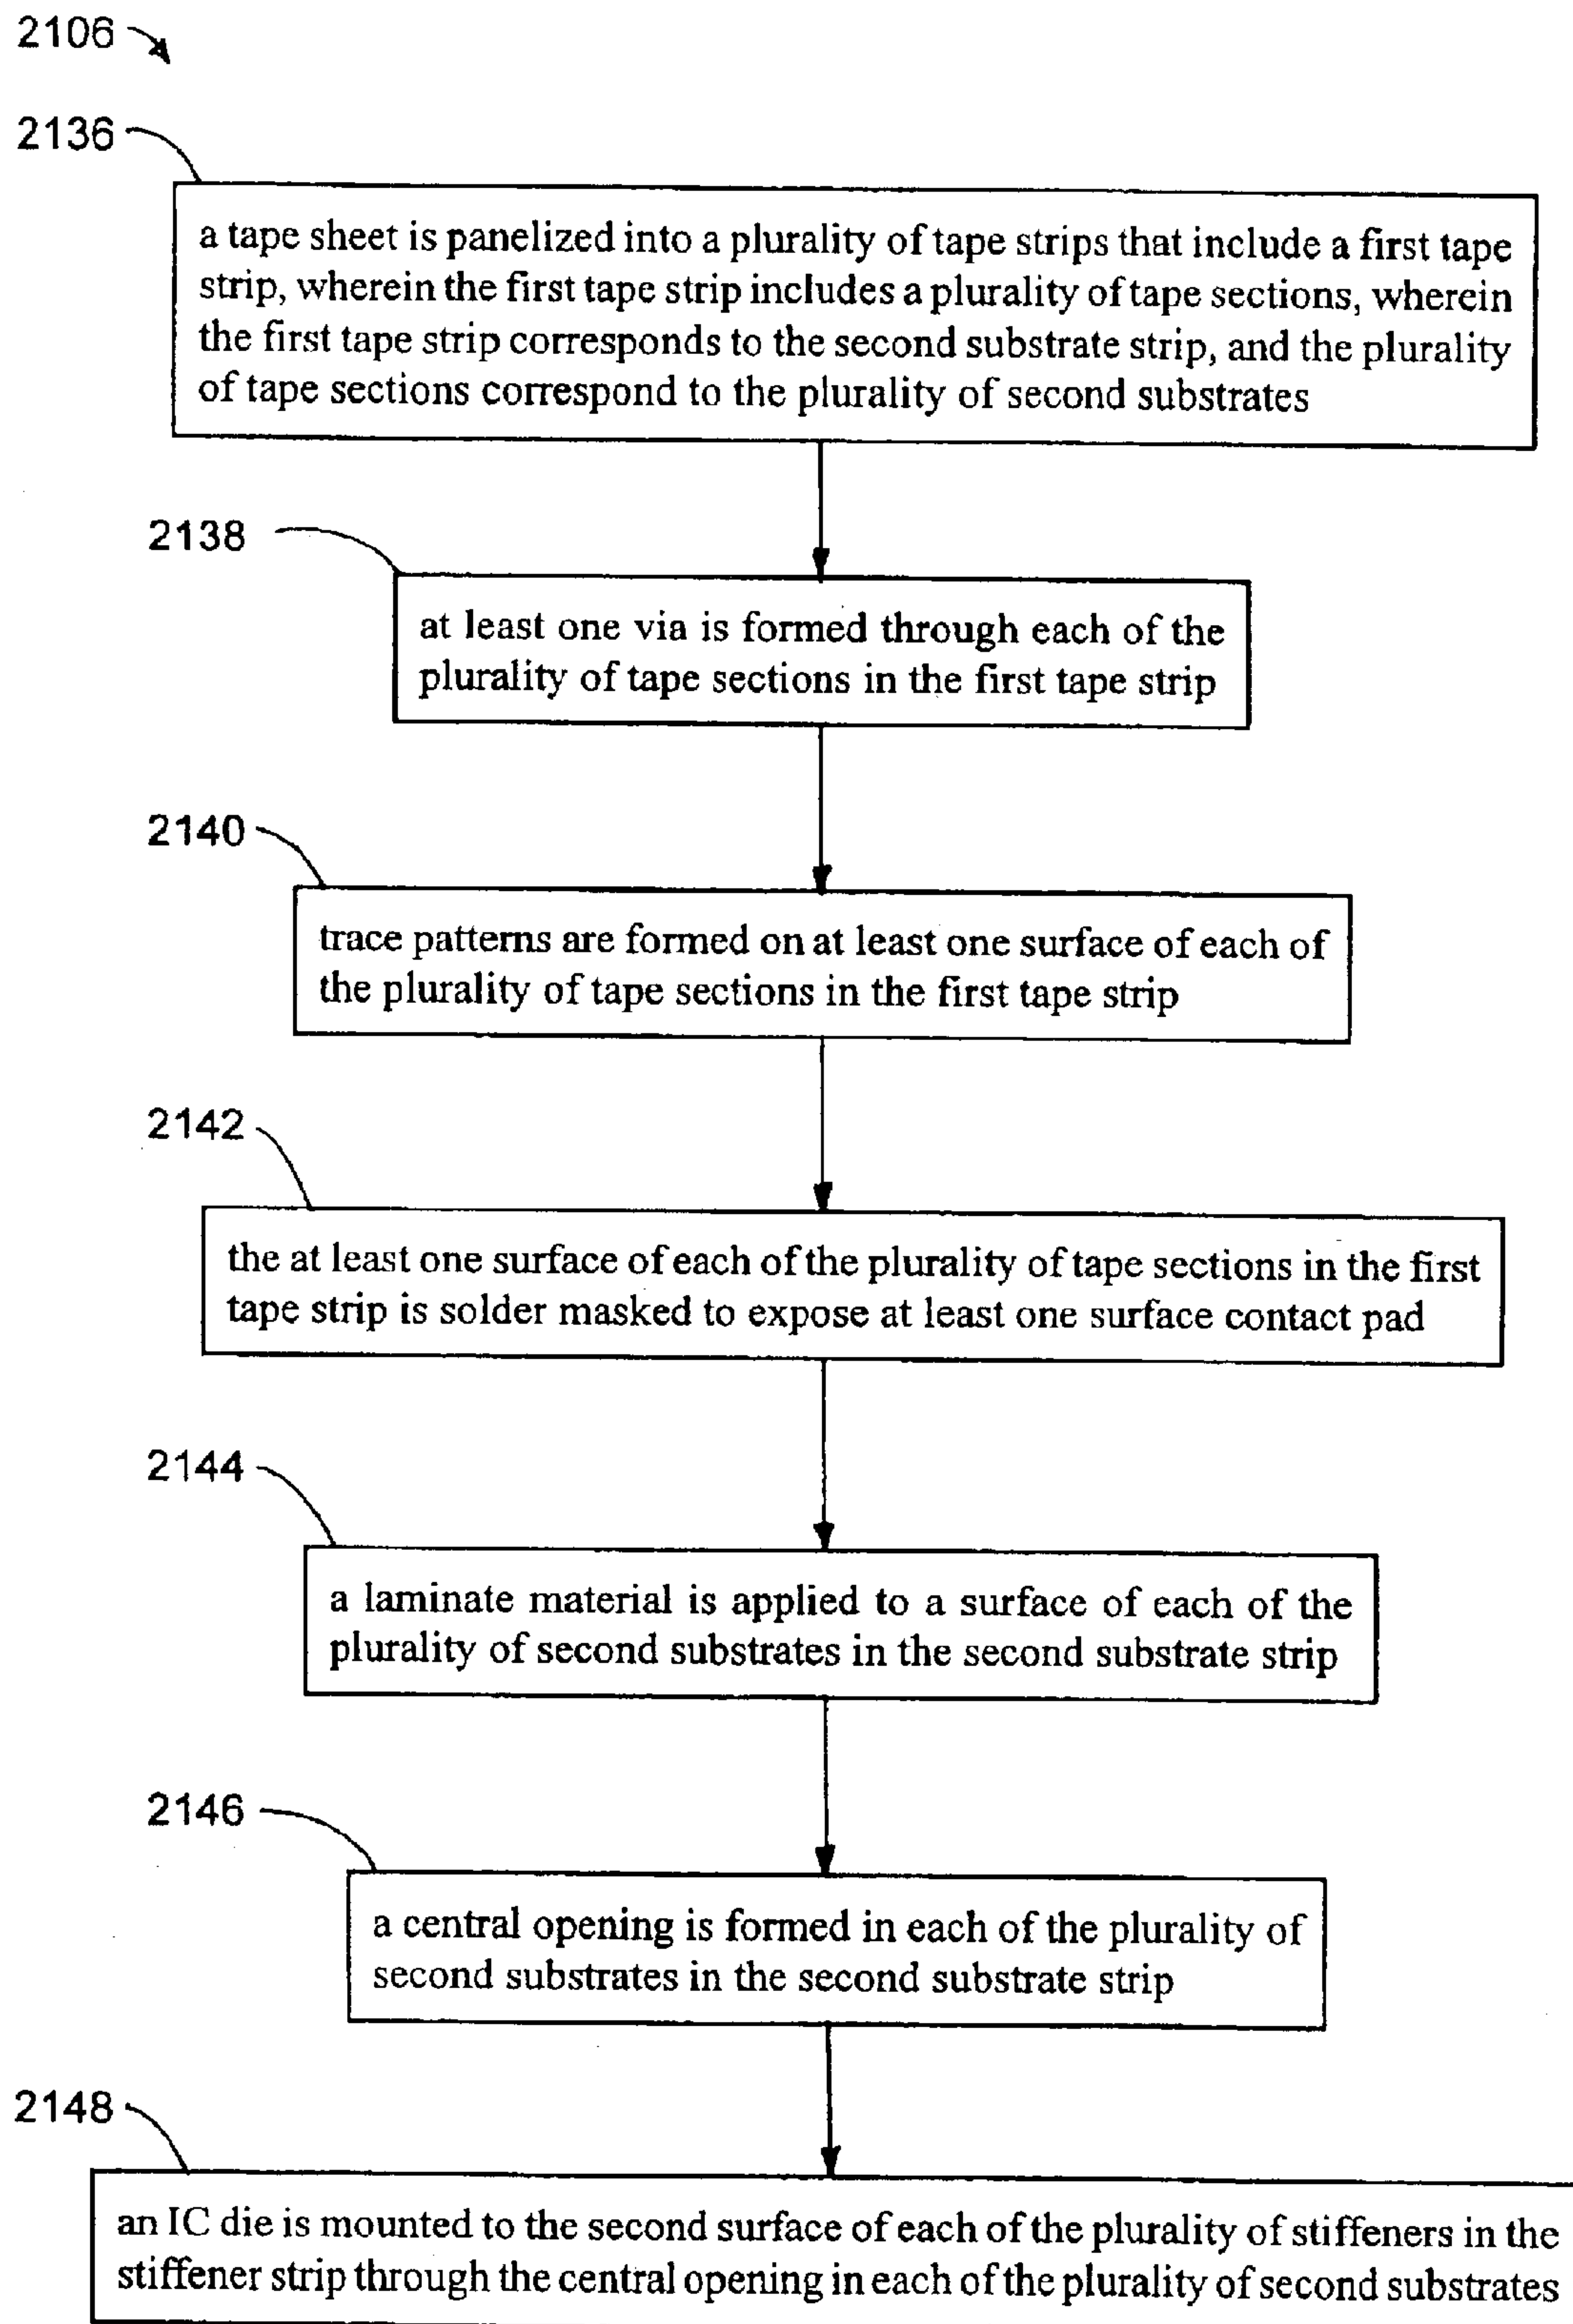 2106
2136
a tape sheet is panelized into a plurality of tape strips that include a first tape
strip, wherein the first tape strip includes a plurality of tape sections, wherein
the first tape strip corresponds to the second substrate strip, and the plurality
of tape sections correspond to the plurality of second substrates
2138
at least one via is formed through each of the
plurality of tape sections in the first tape strip
2140
trace patterns are formed on at least one surface of each of
the plurality of tape sections in the first tape strip
2142
the at least one surface of each of the plurality of tape sections in the first
tape strip is solder masked to expose at least one surface contact pad
2144
a laminate material is applied to a surface of each of the
plurality of second substrates in the second substrate strip
2146
a central opening is formed in each of the plurality of
second substrates in the second substrate strip
2148
an IC die is mounted to the second surface of each of the plurality of stiffeners in the
stiffener strip through the central opening in each of the plurality of second substrates